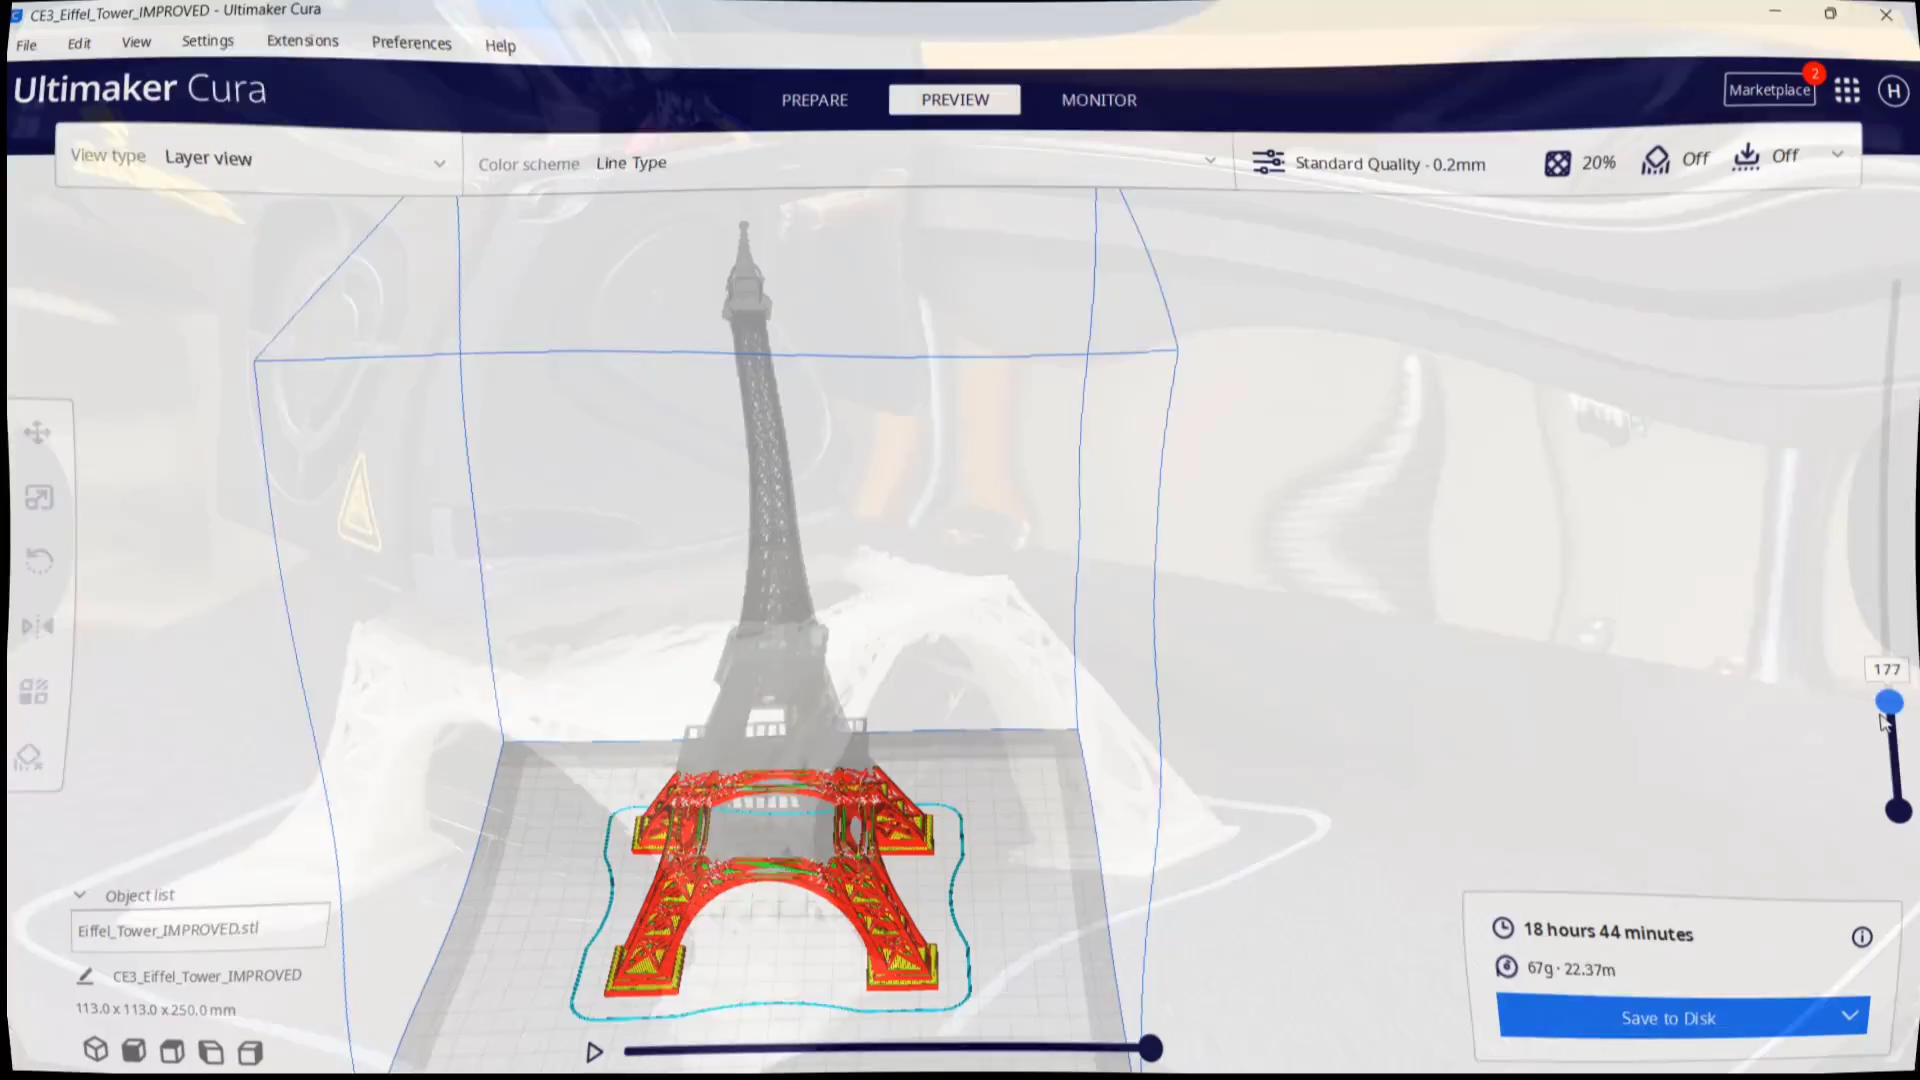 CE3_Eiffel_Tower_IMPROVED - Ultimaker Cura
File Edit View Settings Extensions Preferences Help
Ultimaker Cura
PREPARE PREVIEW MONITOR
Marketplace 2 H
View type Layer view
Color scheme Line Type
Standard Quality - 0.2mm 20% Off Off
177
Object list
Eiffel_Tower_IMPROVED.stl
CE3_Eiffel_Tower_IMPROVED
113.0 x 113.0 x 250.0 mm
18 hours 44 minutes
67g · 22.37m
Save to Disk